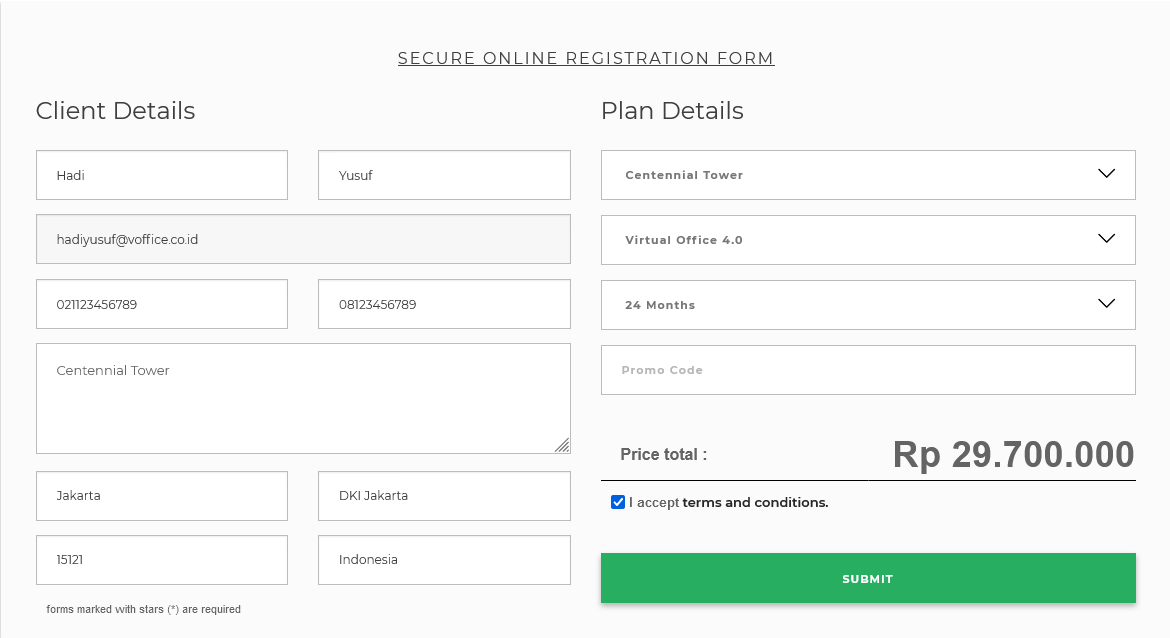 SECURE ONLINE REGISTRATION FORM
Client Details
Hadi
Yusuf
hadiyusuf@voffice.co.id
021123456789
08123456789
Centennial Tower
Jakarta
DKI Jakarta
15121
Indonesia
forms marked with stars (*) are required
Plan Details
Centennial Tower
Virtual Office 4.0
24 Months
Promo Code
Price total : Rp 29.700.000
I accept terms and conditions.
SUBMIT